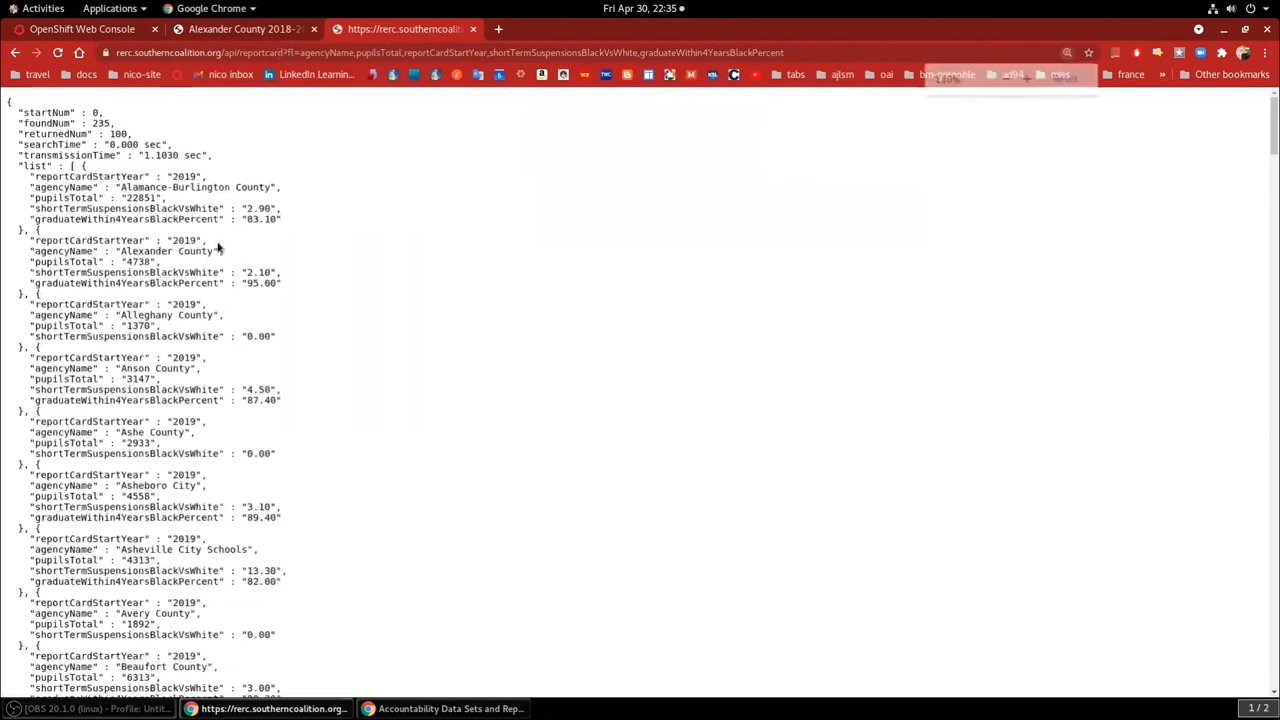 Activities Applications Google Chrome Fri Apr 30, 22:35
OpenShift Web Console × Alexander County 2018-20 × https://rerc.southerncoaliti × +
rerc.southerncoalition.org/api/reportcard?fl=agencyName,pupilsTotal,reportCardStartYear,shortTermSuspensionsBlackVsWhite,graduateWithin4YearsBlackPercent
travel docs nico-site nico inbox LinkedIn Learnin... tabs ajlsm oai bm-grenoble ad94 miss france » Other bookmarks
{
"startNum" : 0,
"foundNum" : 235,
"returnedNum" : 100,
"searchTime" : "0.000 sec",
"transmissionTime" : "1.1030 sec",
"list" : [ {
"reportCardStartYear" : "2019",
"agencyName" : "Alamance-Burlington County",
"pupilsTotal" : "22851",
"shortTermSuspensionsBlackVsWhite" : "2.90",
"graduateWithin4YearsBlackPercent" : "83.10"
}, {
"reportCardStartYear" : "2019",
"agencyName" : "Alexander County",
"pupilsTotal" : "4738",
"shortTermSuspensionsBlackVsWhite" : "2.10",
"graduateWithin4YearsBlackPercent" : "95.00"
}, {
"reportCardStartYear" : "2019",
"agencyName" : "Alleghany County",
"pupilsTotal" : "1370",
"shortTermSuspensionsBlackVsWhite" : "0.00"
}, {
"reportCardStartYear" : "2019",
"agencyName" : "Anson County",
"pupilsTotal" : "3147",
"shortTermSuspensionsBlackVsWhite" : "4.50",
"graduateWithin4YearsBlackPercent" : "87.40"
}, {
"reportCardStartYear" : "2019",
"agencyName" : "Ashe County",
"pupilsTotal" : "2933",
"shortTermSuspensionsBlackVsWhite" : "0.00"
}, {
"reportCardStartYear" : "2019",
"agencyName" : "Asheboro City",
"pupilsTotal" : "4558",
"shortTermSuspensionsBlackVsWhite" : "3.10",
"graduateWithin4YearsBlackPercent" : "89.40"
}, {
"reportCardStartYear" : "2019",
"agencyName" : "Asheville City Schools",
"pupilsTotal" : "4313",
"shortTermSuspensionsBlackVsWhite" : "13.30",
"graduateWithin4YearsBlackPercent" : "82.00"
}, {
"reportCardStartYear" : "2019",
"agencyName" : "Avery County",
"pupilsTotal" : "1892",
"shortTermSuspensionsBlackVsWhite" : "0.00"
}, {
"reportCardStartYear" : "2019",
"agencyName" : "Beaufort County",
"pupilsTotal" : "6313",
"shortTermSuspensionsBlackVsWhite" : "3.00",
[OBS 20.1.0 (linux) - Profile: Untit... https://rerc.southerncoalition.org... Accountability Data Sets and Rep... 1 / 2